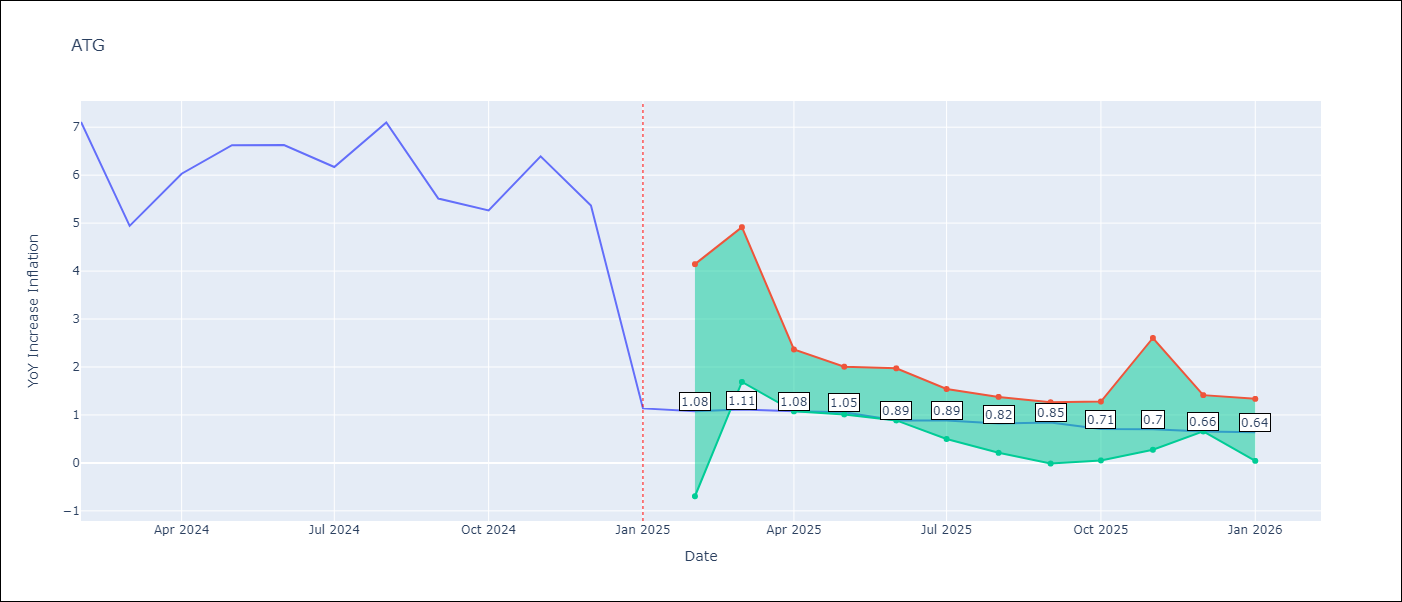 ATG
YoY Increase Inflation
7
6
5
4
3
2
1
0
−1
1.08
1.11
1.08
1.05
0.89
0.89
0.82
0.85
0.71
0.7
0.66
0.64
Apr 2024
Jul 2024
Oct 2024
Jan 2025
Apr 2025
Jul 2025
Oct 2025
Jan 2026
Date